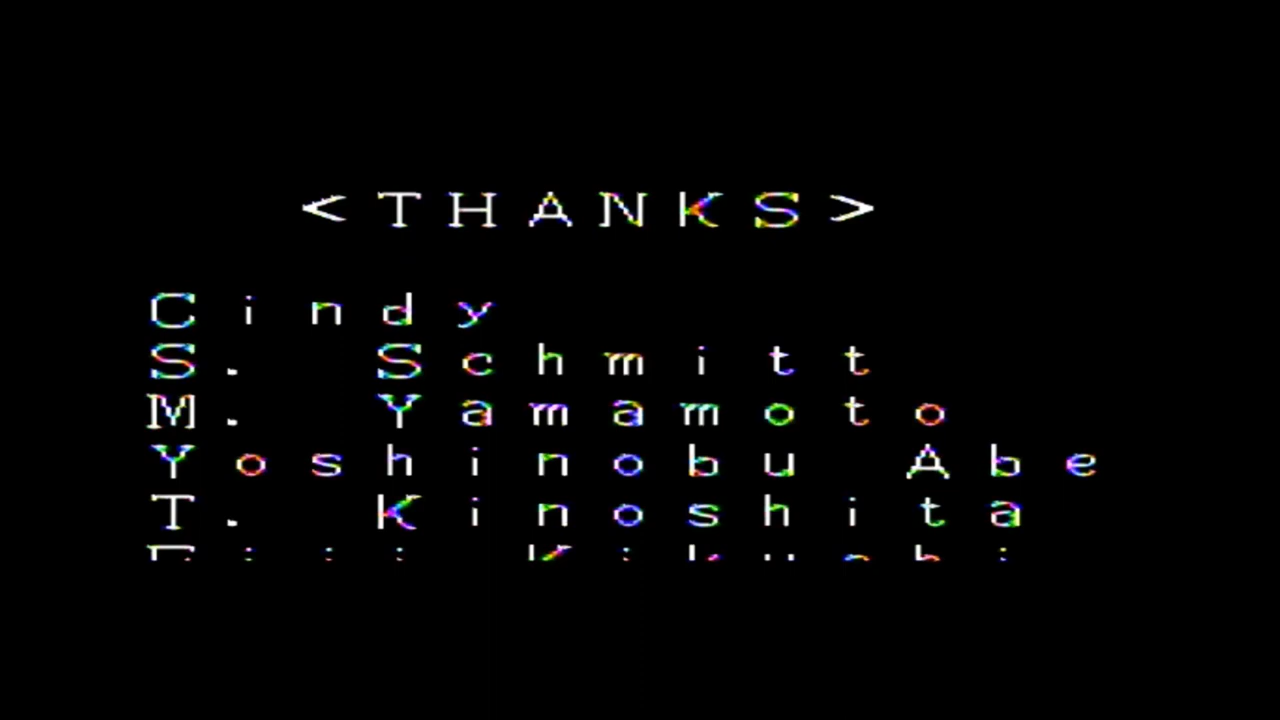 <THANKS>
Cindy
S. Schmitt
M. Yamamoto
Yoshinobu Abe
T. Kinoshita